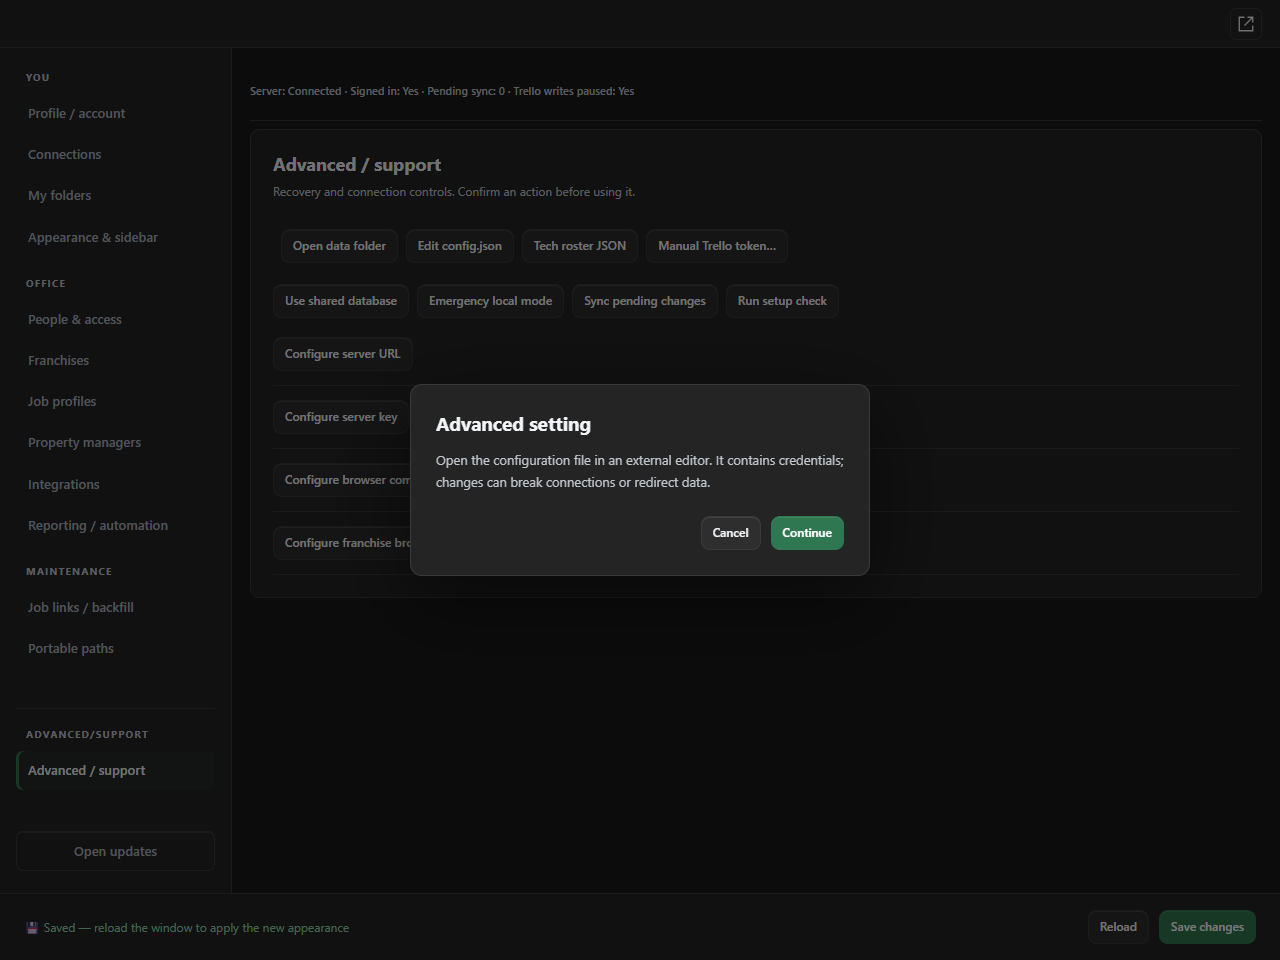 YOU
Profile / account
Connections
My folders
Appearance & sidebar
OFFICE
People & access
Franchises
Job profiles
Property managers
Integrations
Reporting / automation
MAINTENANCE
Job links / backfill
Portable paths
ADVANCED/SUPPORT
Advanced / support
Open updates
Server: Connected · Signed in: Yes · Pending sync: 0 · Trello writes paused: Yes
Advanced / support
Recovery and connection controls. Confirm an action before using it.
Open data folder Edit config.json Tech roster JSON Manual Trello token...
Use shared database Emergency local mode Sync pending changes Run setup check
Configure server URL
Configure server key
Configure browser
Configure franchise
Advanced setting
Open the configuration file in an external editor. It contains credentials;
changes can break connections or redirect data.
Cancel Continue
Saved — reload the window to apply the new appearance
Reload Save changes